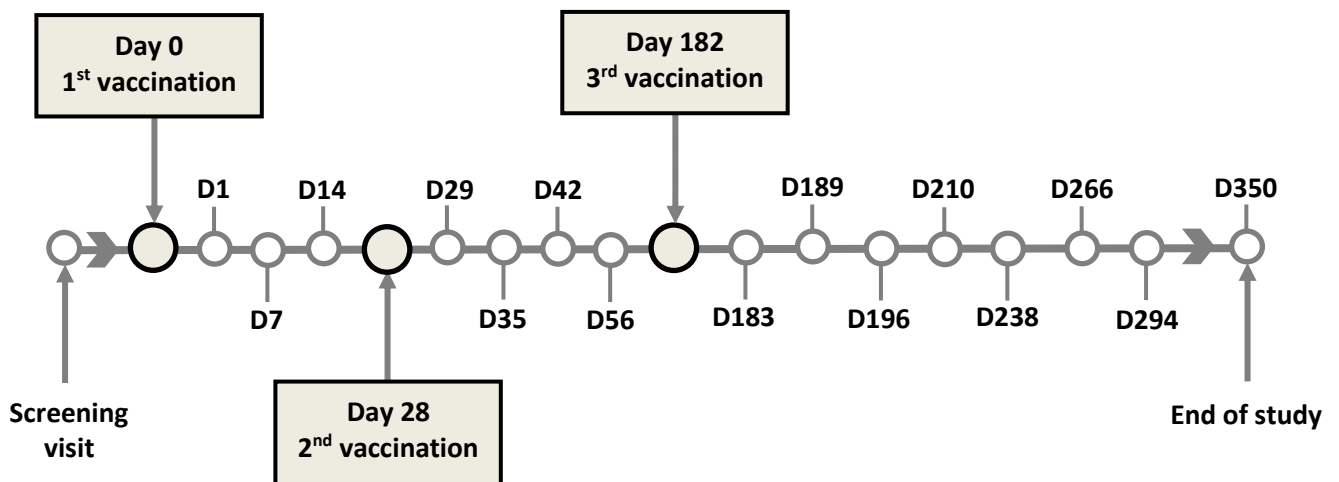 Day 0
1st vaccination
Day 182
3rd vaccination
D1
D14
D29
D42
D189
D210
D266
D350
D7
D35
D56
D183
D196
D238
D294
Screening
visit
Day 28
2nd vaccination
End of study